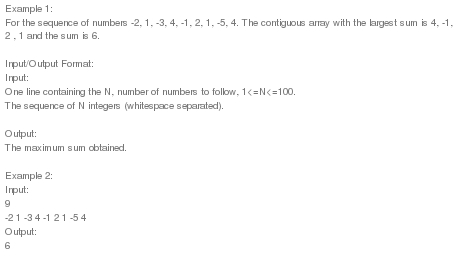 Example 1:
For the sequence of numbers -2, 1, -3, 4, -1, 2, 1, -5, 4. The contiguous array with the largest sum is 4, -1,
2 , 1 and the sum is 6.
Input/Output Format:
Input:
One line containing the N, number of numbers to follow, 1<=N<=100.
The sequence of N integers (whitespace separated).
Output:
The maximum sum obtained.
Example 2:
Input:
9
-2 1 -3 4 -1 2 1 -5 4
Output:
6